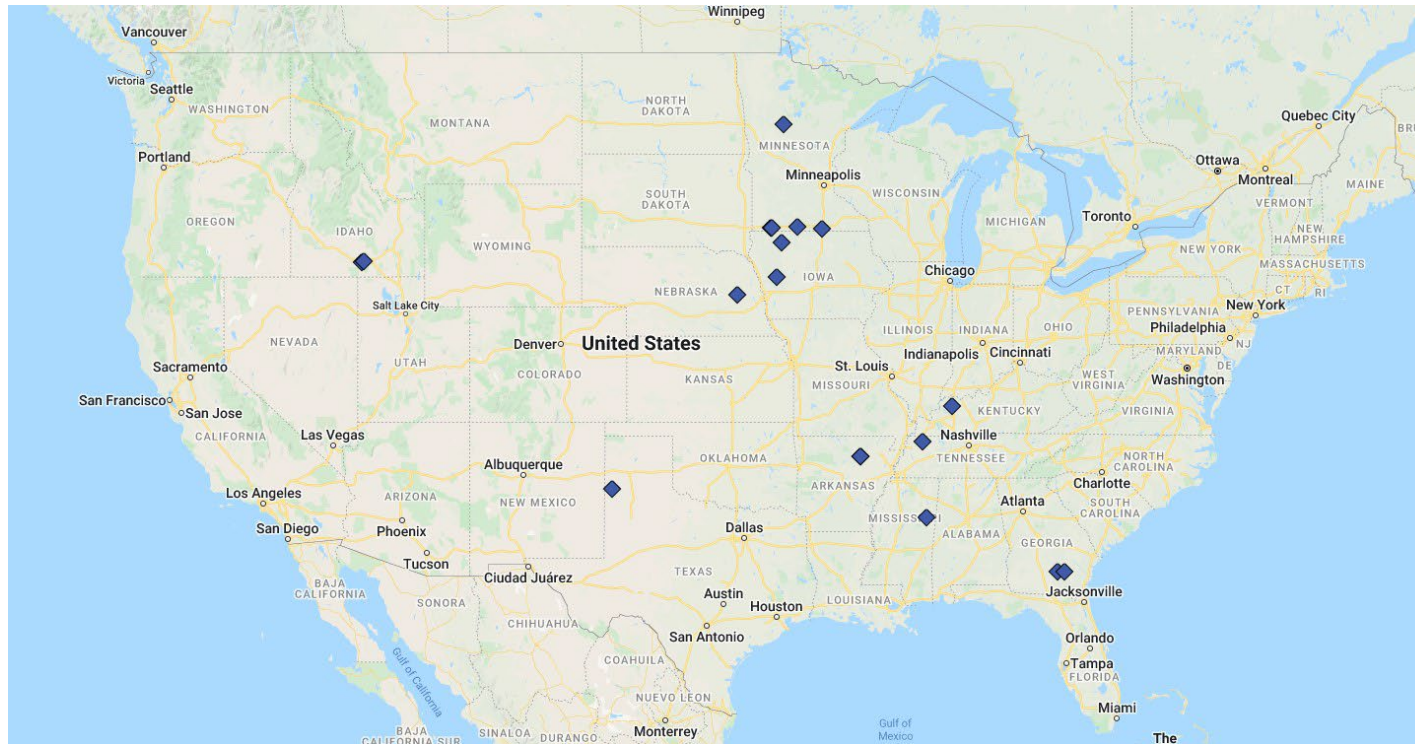 Winnipeg
Vancouver
Victoria
Seattle
WASHINGTON
NORTH
DAKOTA
MONTANA
Quebec City
MINNESOTA
Portland
Ottawa
Montreal
Minneapolis
WISCONSIN
MAINE
SOUTH
DAKOTA
VERMONT
OREGON
IDAHO
MICHIGAN
Toronto
NEW
HAMPSHIRE
WYOMING
NEW YORK
MASSACHUSETTS
Chicago
IOWA
CT
RI
NEBRASKA
Salt Lake City
New York
PENNSYLVANIA
ILLINOIS
INDIANA
OHIO
Philadelphia
NEVADA
Denver
United States
Indianapolis
Cincinnati
NJ
MARYLAND
UTAH
COLORADO
St. Louis
DE
Sacramento
KANSAS
MISSOURI
WEST
VIRGINIA
Washington
San Francisco
San Jose
KENTUCKY
VIRGINIA
CALIFORNIA
Las Vegas
Nashville
TENNESSEE
OKLAHOMA
NORTH
CAROLINA
Albuquerque
ARKANSAS
Charlotte
Los Angeles
ARIZONA
NEW MEXICO
Atlanta
SOUTH
CAROLINA
San Diego
Phoenix
Dallas
MISSISSIPPI
ALABAMA
GEORGIA
Tucson
Ciudad Juárez
TEXAS
BAJA
CALIFORNIA
SONORA
Austin
Houston
LOUISIANA
Jacksonville
CHIHUAHUA
San Antonio
Orlando
Gulf of California
COAHUILA
Tampa
FLORIDA
NUEVO LEON
Miami
BAJA
CALIFORNIA SUR
SINALOA
DURANGO
Monterrey
Gulf of
Mexico
The